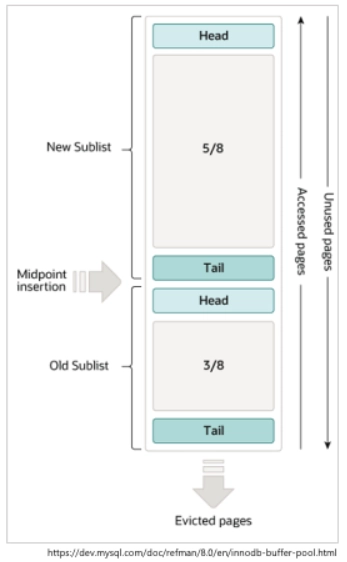 Head
New Sublist
5/8
Accessed pages
Unused pages
Tail
Midpoint
insertion
Head
Old Sublist
3/8
Tail
Evicted pages
https://dev.mysql.com/doc/refman/8.0/en/innodb-buffer-pool.html